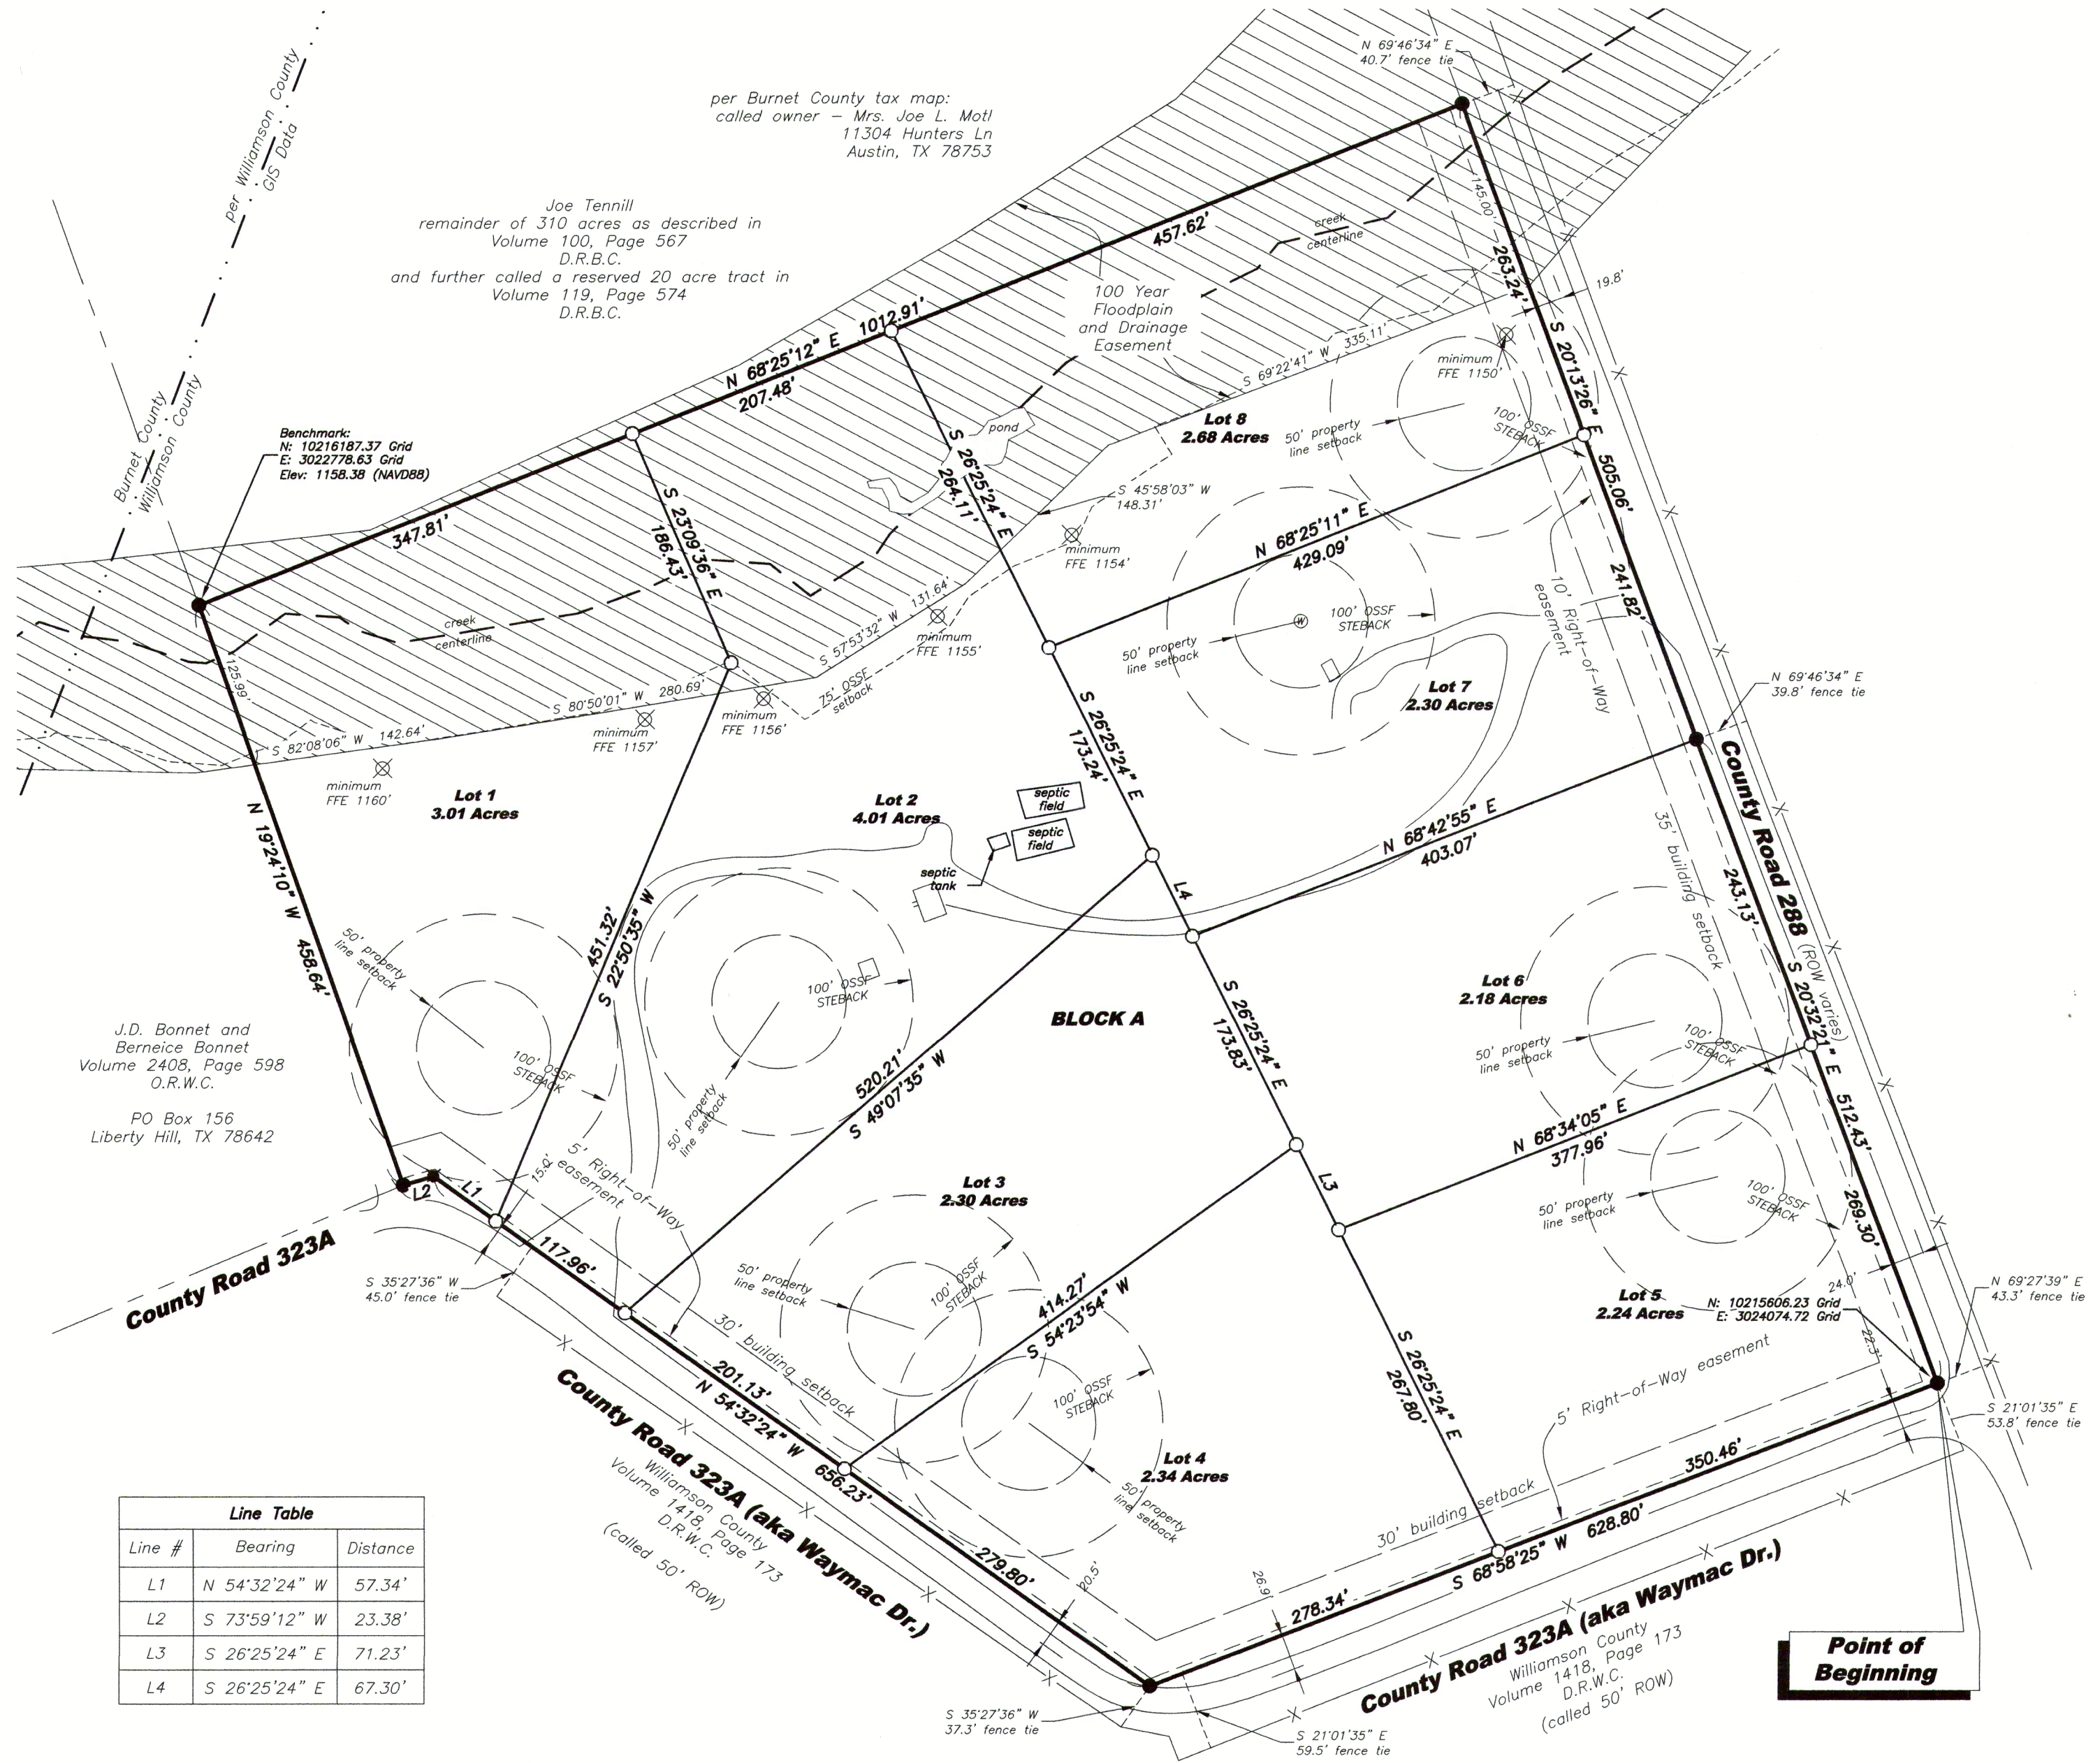 N 69°46'34" E
40.7' fence tie
per Williamson County
GIS Data
per Burnet County tax map:
called owner – Mrs. Joe L. Motl
11304 Hunters Ln
Austin, TX 78753
Joe Tennill
remainder of 310 acres as described in
Volume 100, Page 567
D.R.B.C.
and further called a reserved 20 acre tract in
Volume 119, Page 574
D.R.B.C.
457.62'
creek
centerline
145.00'
263.24'
19.8'
100 Year
Floodplain
and Drainage
Easement
N 68°25'12" E 1012.91'
207.48'
S 69°22'41" W 335.11'
minimum
FFE 1150'
S 20°13'26" E
505.06'
Burnet County
Williamson County
Benchmark:
N: 10216187.37 Grid
E: 3022778.63 Grid
Elev: 1158.38 (NAVD88)
347.81'
S 23°09'36" E
186.43'
S 26°25'24" E
264.11'
pond
Lot 8
2.68 Acres
50' property
line setback
100' OSSF
STEBACK
S 45°58'03" W
148.31'
minimum
FFE 1154'
N 68°25'11" E
429.09'
241.82'
10' Right-of-Way
easement
creek
centerline
125.99'
S 57°53'32" W 131.64'
minimum
FFE 1155'
75' OSSF
setback
S 80°50'01" W 280.69'
S 82°08'06" W 142.64'
minimum
FFE 1156'
minimum
FFE 1157'
minimum
FFE 1160'
W
100' OSSF
STEBACK
50' property
line setback
Lot 7
2.30 Acres
N 69°46'34" E
39.8' fence tie
S 26°25'24" E
173.24'
Lot 1
3.01 Acres
Lot 2
4.01 Acres
septic
field
septic
field
septic
tank
L4
N 68°42'55" E
403.07'
35' building setback
County Road 288
(ROW varies)
243.13'
N 19°24'10" W
458.64'
50' property
line setback
100' OSSF
STEBACK
451.32'
S 22°50'35" W
100' OSSF
STEBACK
50' property
line setback
520.21'
S 49°07'35" W
BLOCK A
S 26°25'24" E
173.83'
Lot 6
2.18 Acres
50' property
line setback
100' OSSF
STEBACK
S 20°32'21" E
512.43'
J.D. Bonnet and
Berneice Bonnet
Volume 2408, Page 598
O.R.W.C.
PO Box 156
Liberty Hill, TX 78642
N 68°34'05" E
377.96'
L2
L1
15.0'
5' Right-of-Way
easement
County Road 323A
117.96'
S 35°27'36" W
45.0' fence tie
Lot 3
2.30 Acres
50' property
line setback
100' OSSF
STEBACK
L3
50' property
line setback
100' OSSF
STEBACK
269.30'
24.0'
N 69°27'39" E
43.3' fence tie
Lot 5
2.24 Acres
N: 10215606.23 Grid
E: 3024074.72 Grid
22.3'
414.27'
S 54°23'54" W
30' building setback
201.13'
N 54°32'24" W 656.23'
100' OSSF
STEBACK
50' property
line setback
Lot 4
2.34 Acres
S 26°25'24" E
267.80'
5' Right-of-Way easement
S 21°01'35" E
53.8' fence tie
350.46'
30' building setback
S 68°58'25" W 628.80'
County Road 323A (aka Waymac Dr.)
Williamson County
Volume 1418, Page 173
D.R.W.C.
(called 50' ROW)
279.80'
20.5'
26.9
278.34'
County Road 323A (aka Waymac Dr.)
Williamson County
Volume 1418, Page 173
D.R.W.C.
(called 50' ROW)
Point of
Beginning
S 35°27'36" W
37.3' fence tie
S 21°01'35" E
59.5' fence tie
Line Table
Line # Bearing Distance
L1 N 54°32'24" W 57.34'
L2 S 73°59'12" W 23.38'
L3 S 26°25'24" E 71.23'
L4 S 26°25'24" E 67.30'